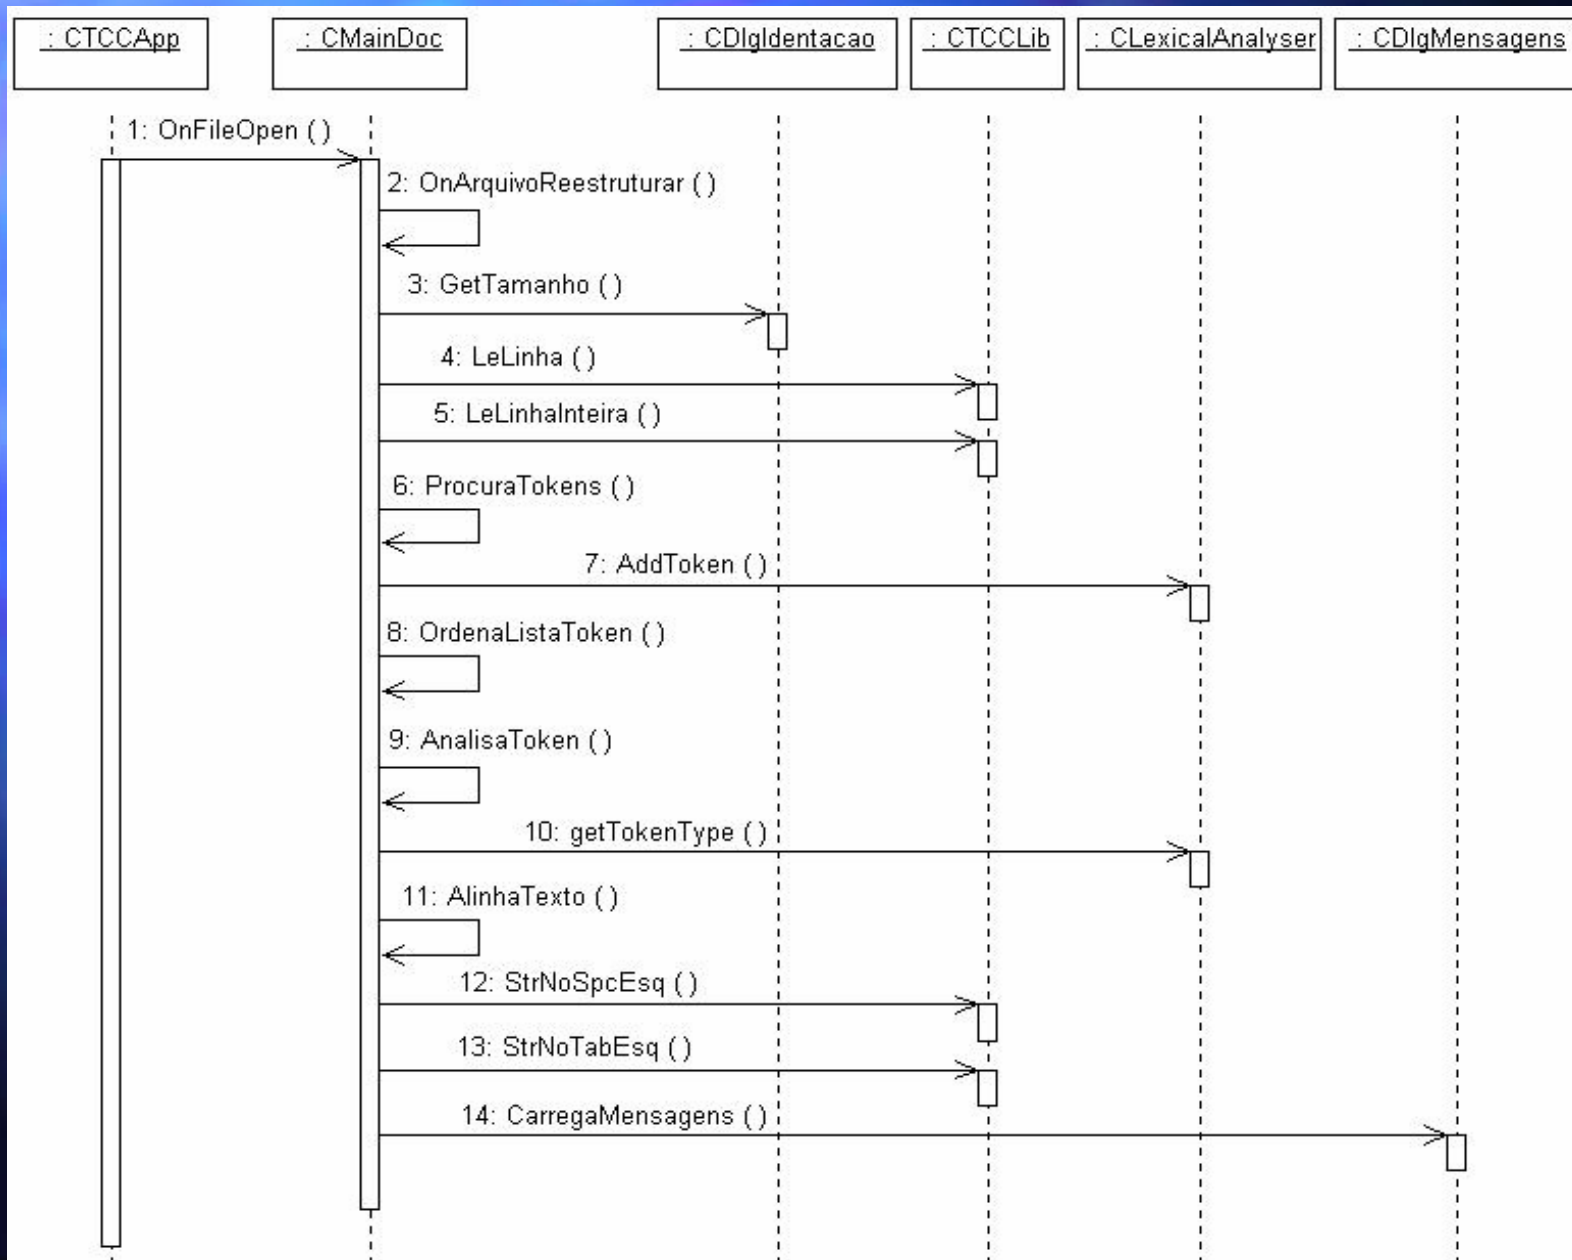 : CTCCApp
: CMainDoc
: CDlgIdentacao
: CTCCLib
: CLexicalAnalyser
: CDlgMensagens
1: OnFileOpen ( )
2: OnArquivoReestruturar ( )
3: GetTamanho ( )
4: LeLinha ( )
5: LeLinhaInteira ( )
6: ProcuraTokens ( )
7: AddToken ( )
8: OrdenaListaToken ( )
9: AnalisaToken ( )
10: getTokenType ( )
11: AlinhaTexto ( )
12: StrNoSpcEsq ( )
13: StrNoTabEsq ( )
14: CarregaMensagens ( )